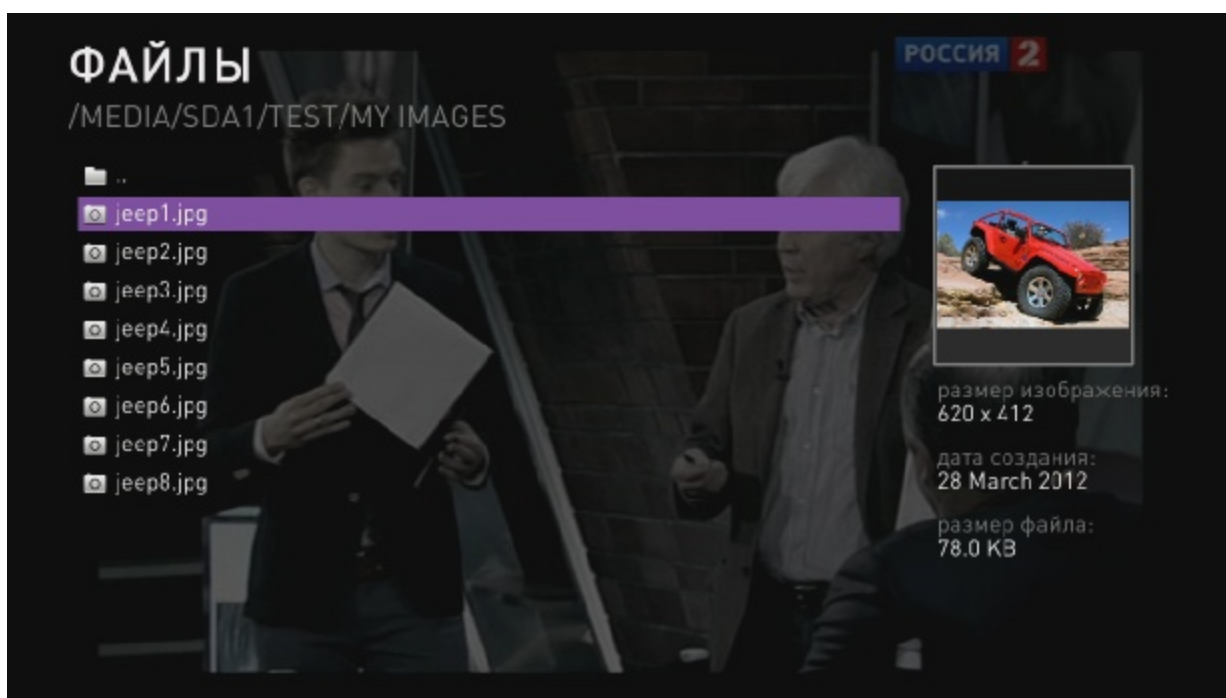 ФАЙЛЫ
РОССИЯ 2
/MEDIA/SDA1/TEST/MY IMAGES
..
jeep1.jpg
jeep2.jpg
jeep3.jpg
jeep4.jpg
jeep5.jpg
jeep6.jpg
jeep7.jpg
jeep8.jpg
размер изображения:
620 x 412
дата создания:
28 March 2012
размер файла:
78.0 KB